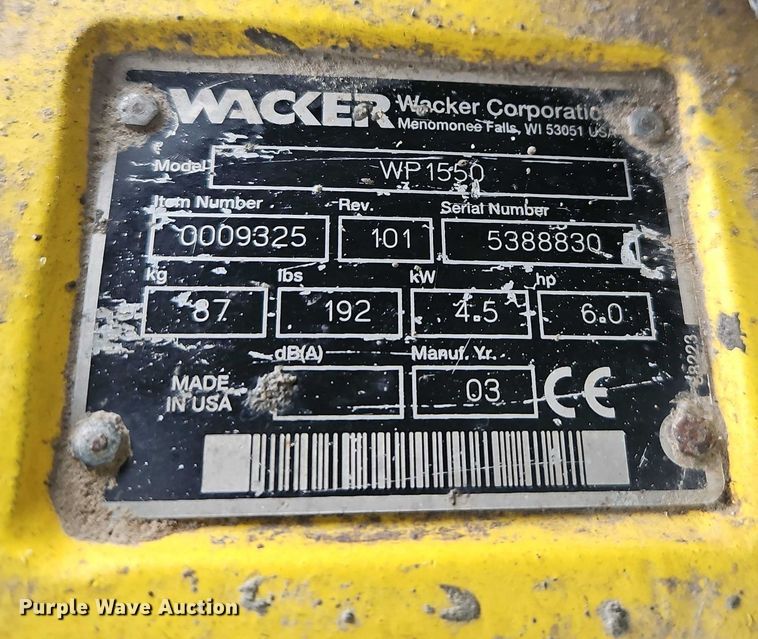 WACKER Wacker Corporation
Menomonee Falls, WI 53051 USA
Model WP1550
Item Number Rev. Serial Number
0009325 101 5388830
kg lbs kW hp
87 192 4.5 6.0
dB(A) Manuf. Yr.
MADE
IN USA
03 CE
Purple Wave Auction